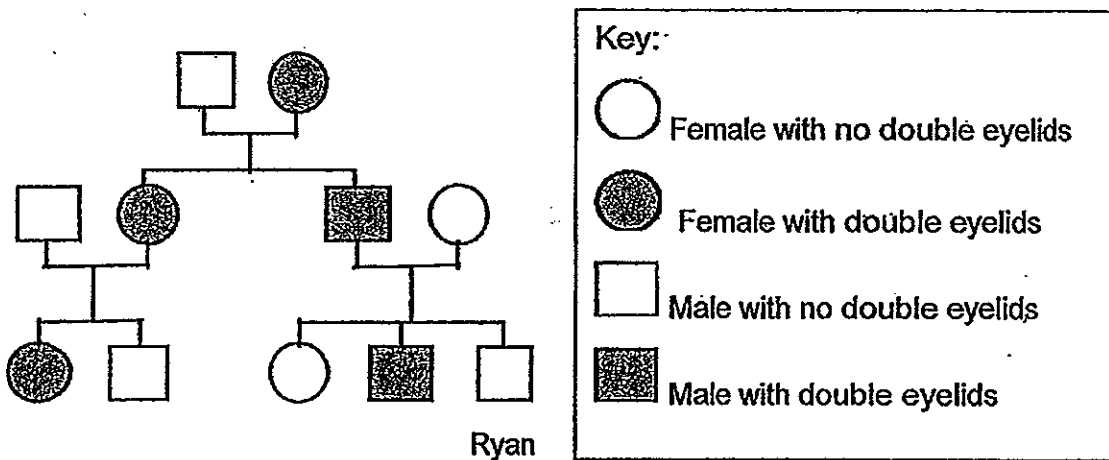 Key:
Female with no double eyelids
Female with double eyelids
Male with no double eyelids
Male with double eyelids
Ryan